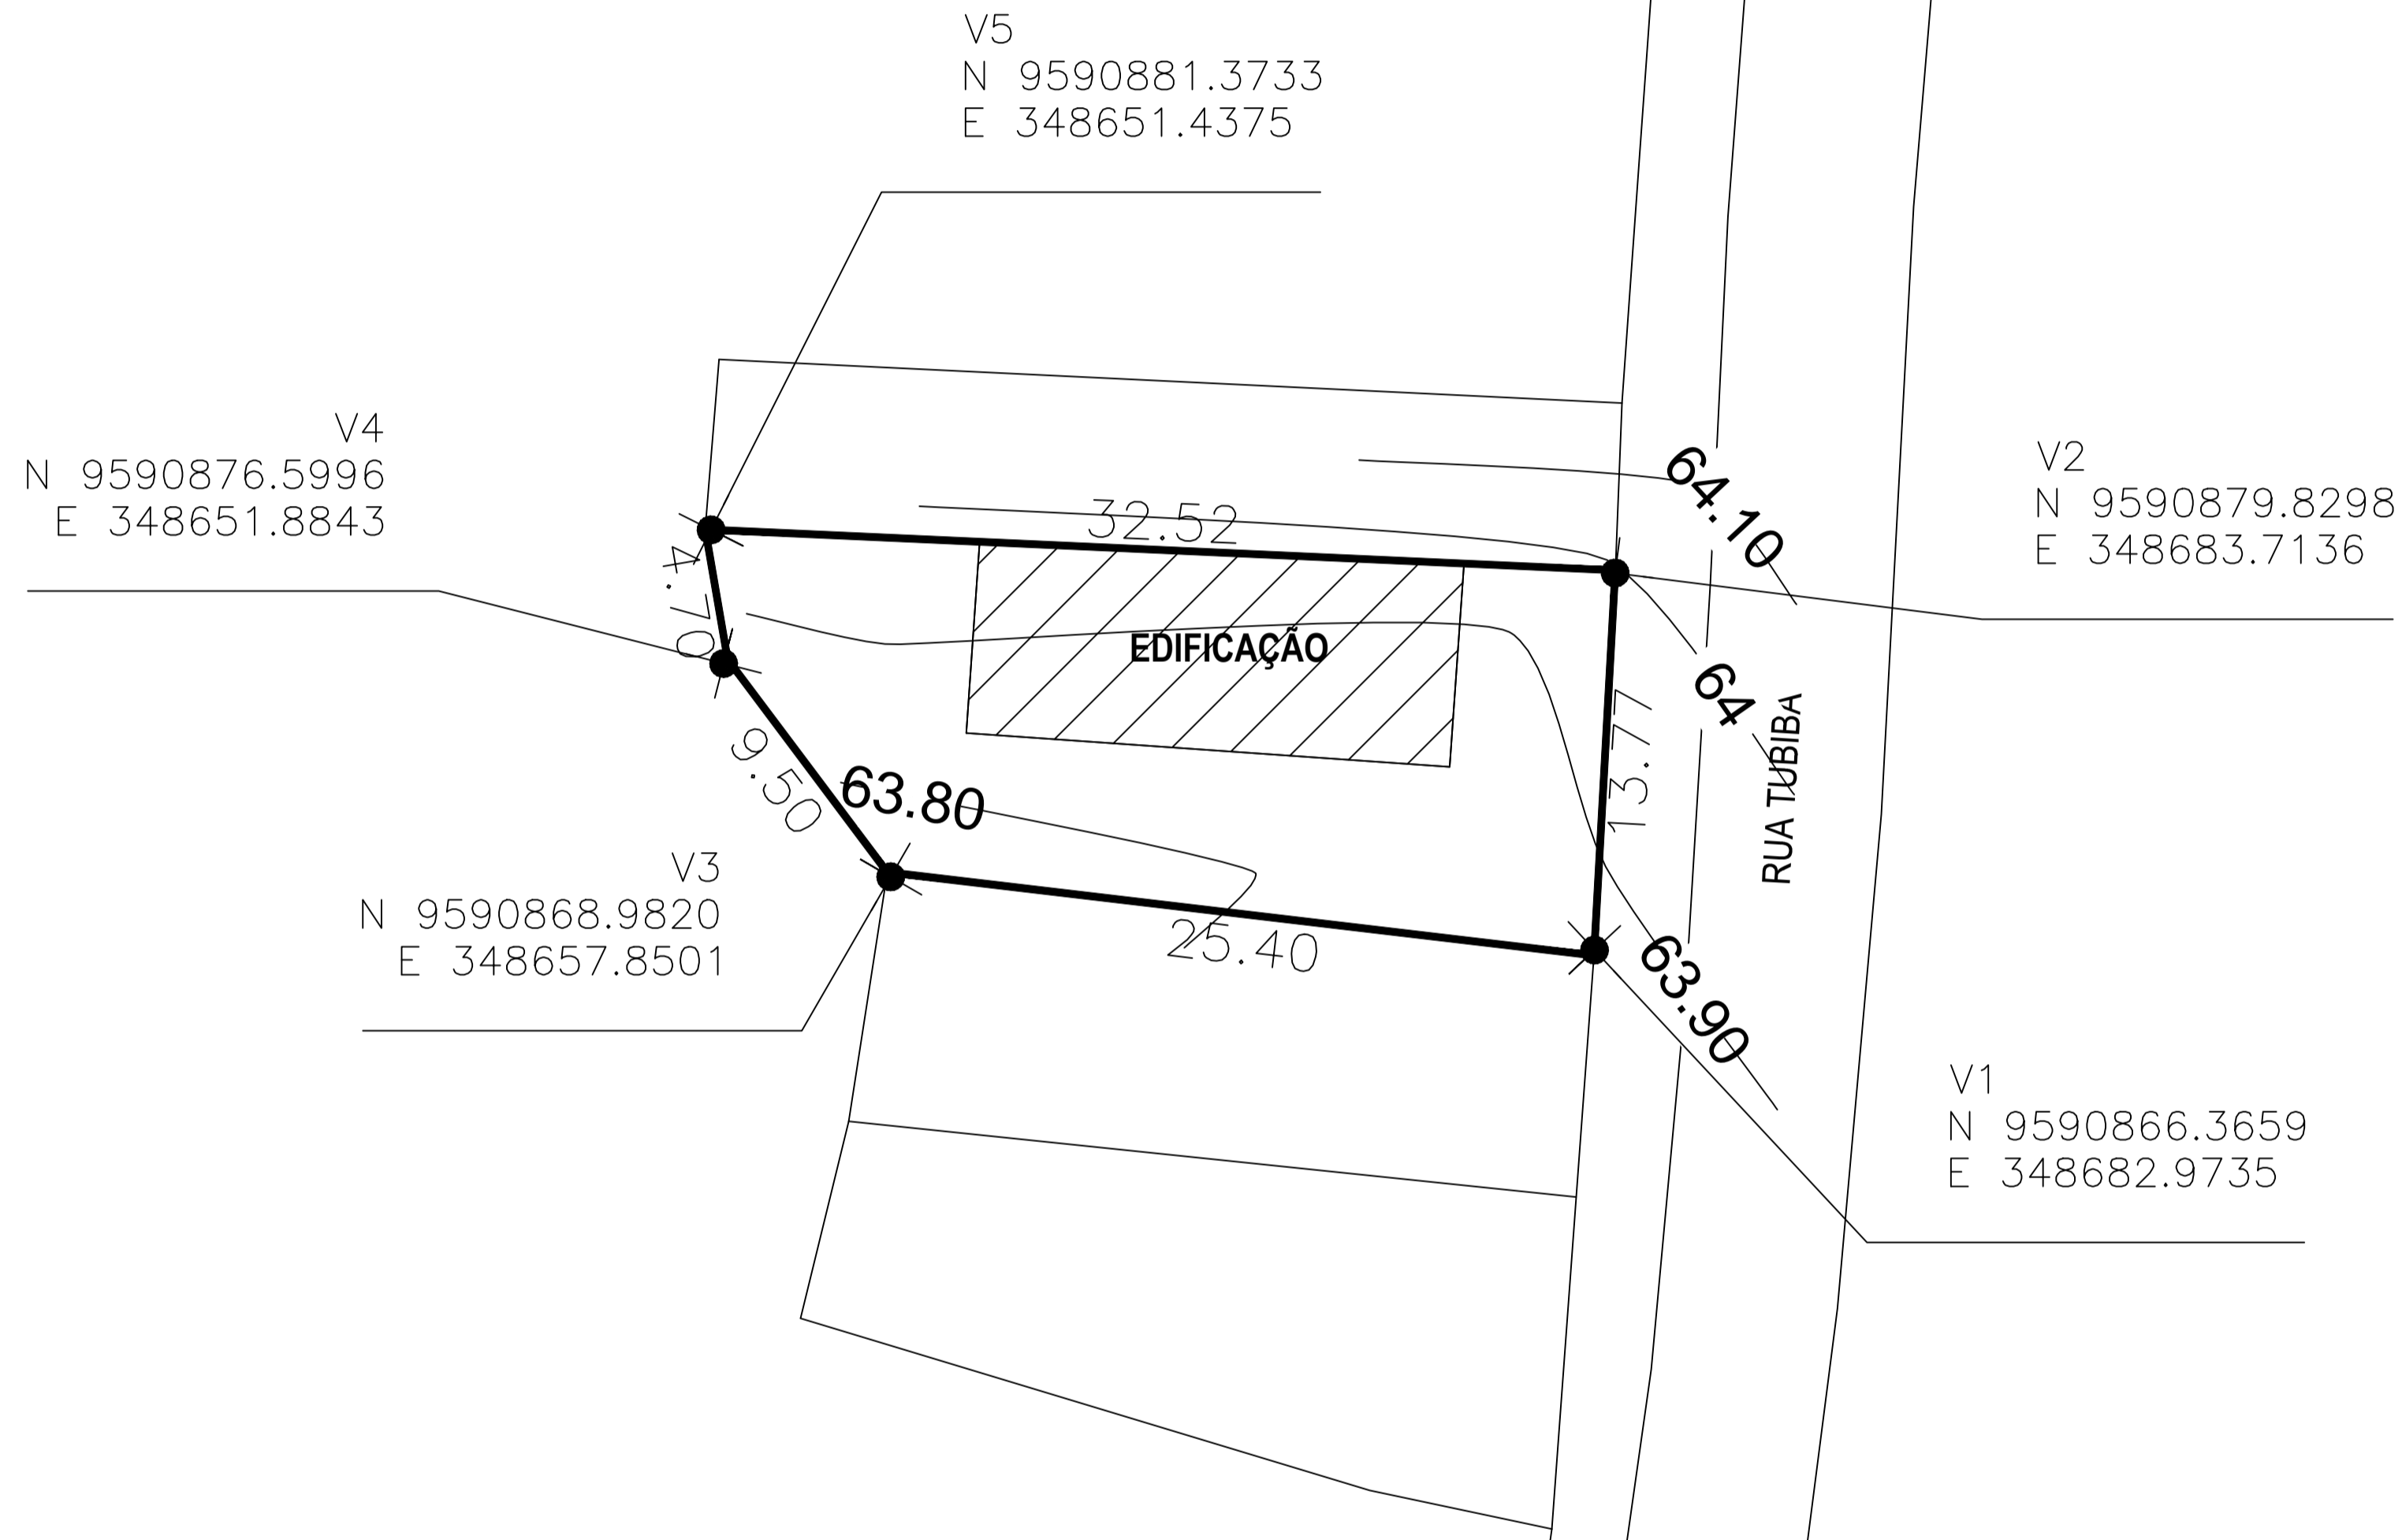 V5
N 9590881.3733
E 348651.4375
V4
N 9590876.5996
E 348651.8843
V2
N 9590879.8298
E 348683.7136
64.10
32.52
4.70
EDIFICAÇÃO
64
13.77
RUA TUBIBA
9.50
63.80
V3
N 9590868.9820
E 348657.8501
25.40
63.90
V1
N 9590866.3659
E 348682.9735